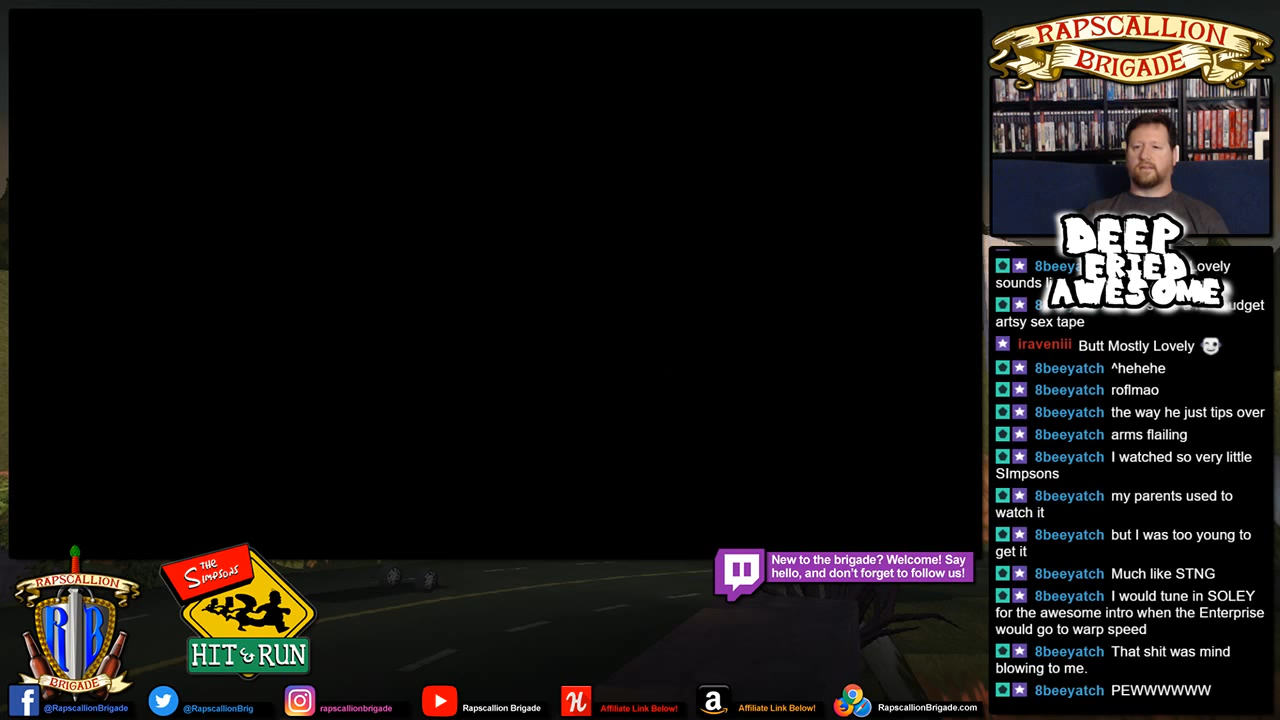 RAPSCALLION
BRIGADE
DEEP
FRIED
AWESOME
8beeya
Lovely
sounds
artsy sex tape
iraveniii Butt Mostly Lovely
8beeyatch ^hehehe
8beeyatch roflmao
8beeyatch the way he just tips over
8beeyatch arms flailing
8beeyatch I watched so very little
SImpsons
8beeyatch my parents used to
watch it
8beeyatch but I was too young to
get it
8beeyatch Much like STNG
8beeyatch I would tune in SOLEY
for the awesome intro when the Enterprise
would go to warp speed
8beeyatch That shit was mind
blowing to me.
8beeyatch PEWWWWWW
New to the brigade? Welcome! Say
hello, and don't forget to follow us!
RAPSCALLION
RB
BRIGADE
THE
SIMPSONS
HIT & RUN
@RapscallionBrigade
@RapscallionBrig
rapscallionbrigade
Rapscallion Brigade
Affiliate Link Below!
Affiliate Link Below!
RapscallionBrigade.com